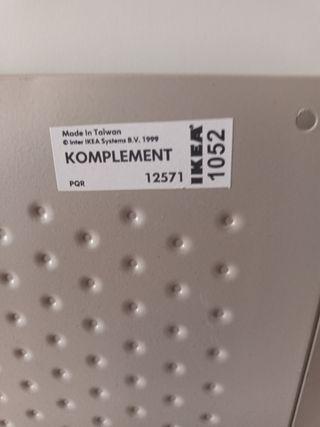 Made in Taiwan
© Inter IKEA Systems B.V. 1999
KOMPLEMENT
PQR
12571
IKEA
1052